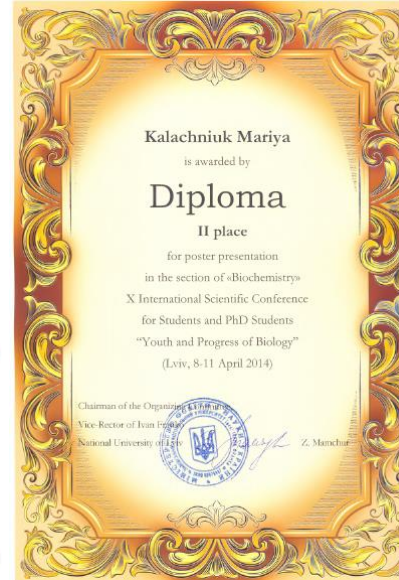 Kalachniuk Mariya
is awarded by
Diploma
II place
for poster presentation
in the section of «Biochemistry»
X International Scientific Conference
for Students and PhD Students
“Youth and Progress of Biology”
(Lviv, 8-11 April 2014)
Chairman of the Organizing
Vice-Rector of Ivan
National University of Lviv
Z. Mamchur